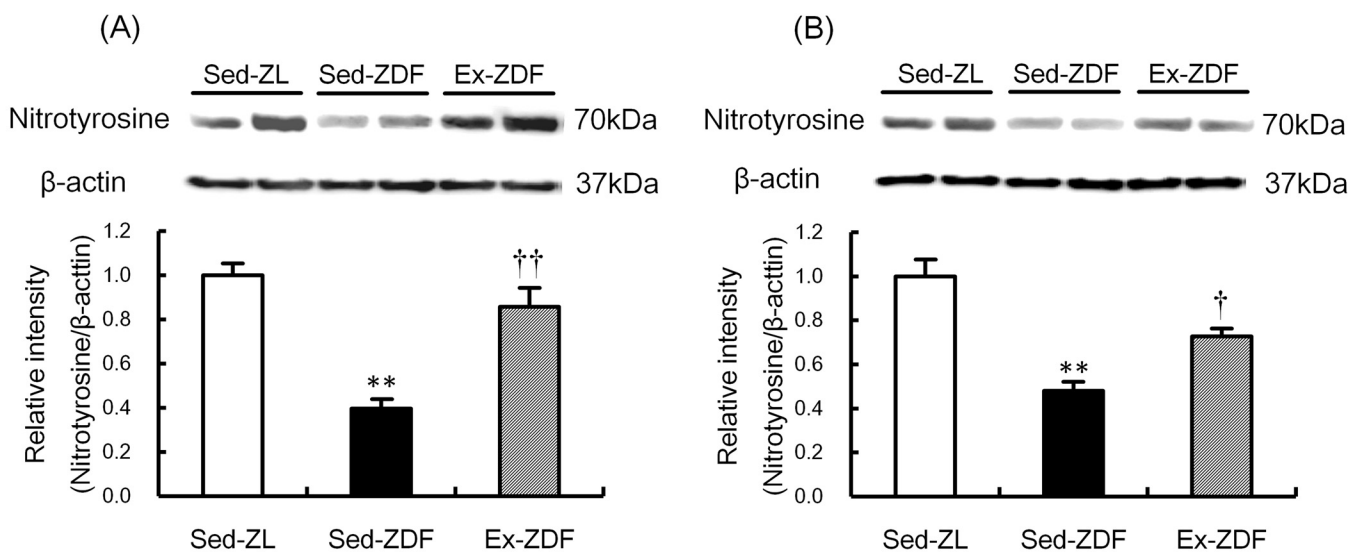 (A)
Sed-ZL Sed-ZDF Ex-ZDF
Nitrotyrosine 70kDa
β-actin 37kDa
Relative intensity
(Nitrotyrosine/β-acttin)
1.2
1.0
0.8
0.6
0.4
0.2
0.0
**
††
Sed-ZL Sed-ZDF Ex-ZDF
(B)
Sed-ZL Sed-ZDF Ex-ZDF
Nitrotyrosine 70kDa
β-actin 37kDa
Relative intensity
(Nitrotyrosine/β-acttin)
1.2
1.0
0.8
0.6
0.4
0.2
0.0
**
†
Sed-ZL Sed-ZDF Ex-ZDF